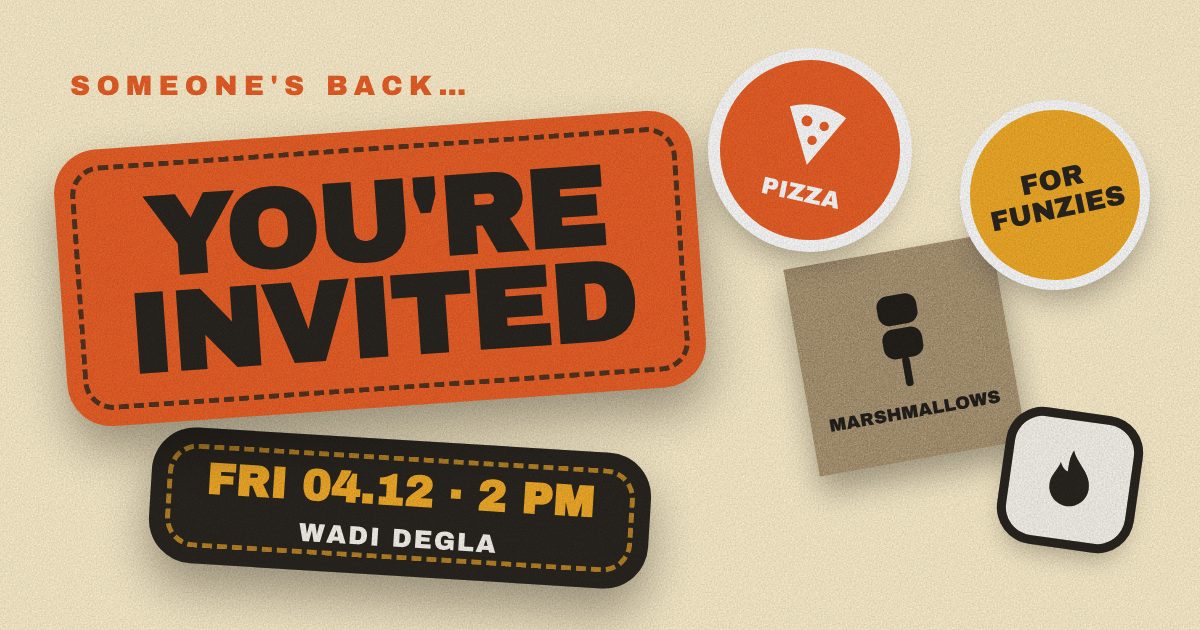 SOMEONE'S BACK…
YOU'RE
INVITED
FRI 04.12 · 2 PM
WADI DEGLA
PIZZA
FOR
FUNZIES
MARSHMALLOWS